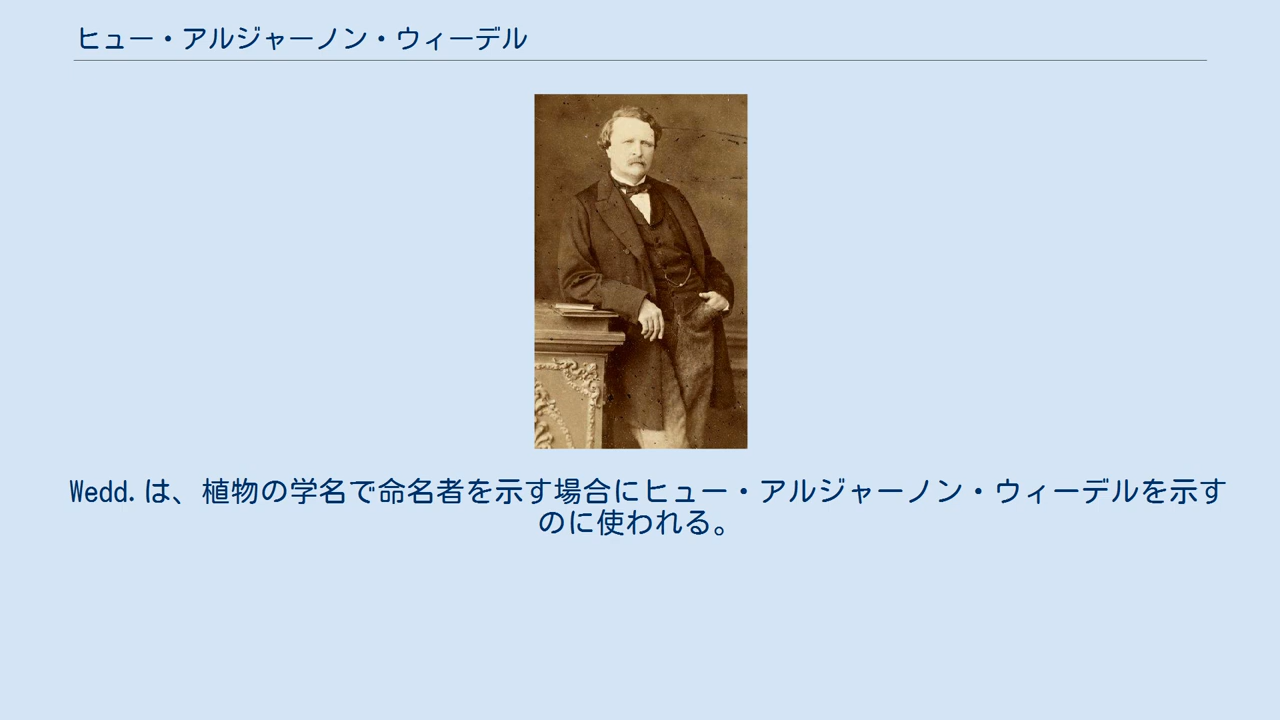 ヒュー・アルジャーノン・ウィーデル
Wedd.は、植物の学名で命名者を示す場合にヒュー・アルジャーノン・ウィーデルを示す
のに使われる。